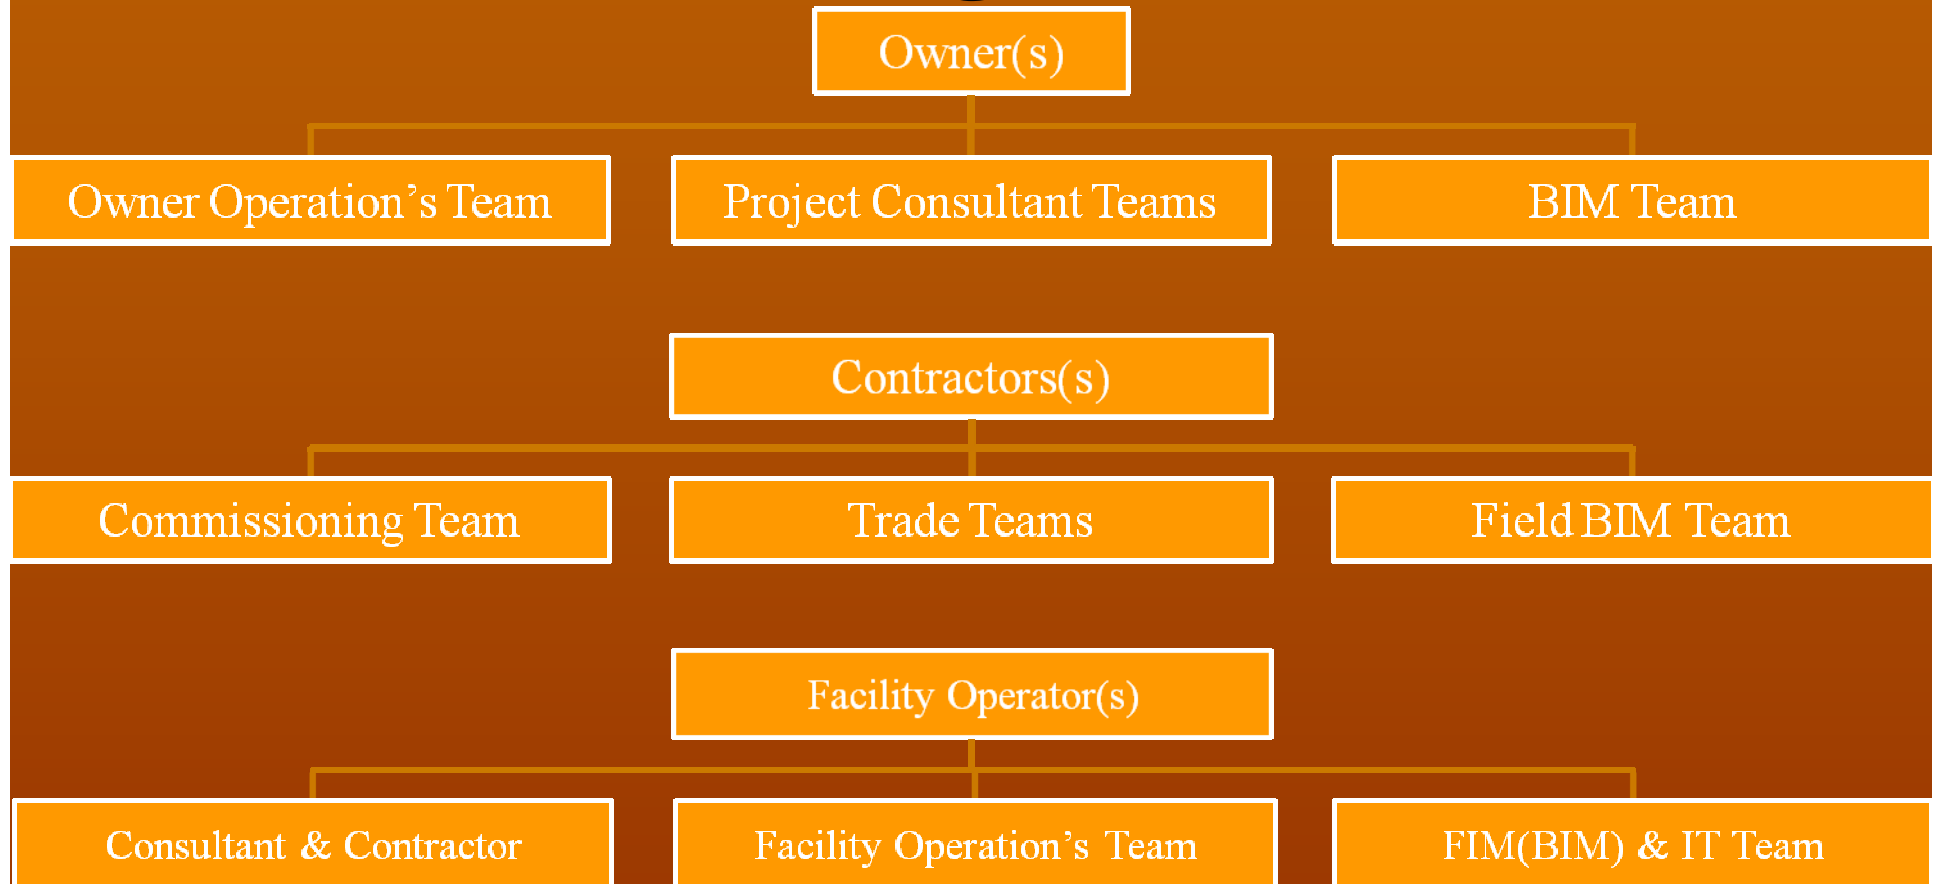 Owner(s)
Owner Operation’s Team
Project Consultant Teams
BIM Team
Contractors(s)
Commissioning Team
Trade Teams
Field BIM Team
Facility Operator(s)
Consultant & Contractor
Facility Operation’s Team
FIM(BIM) & IT Team